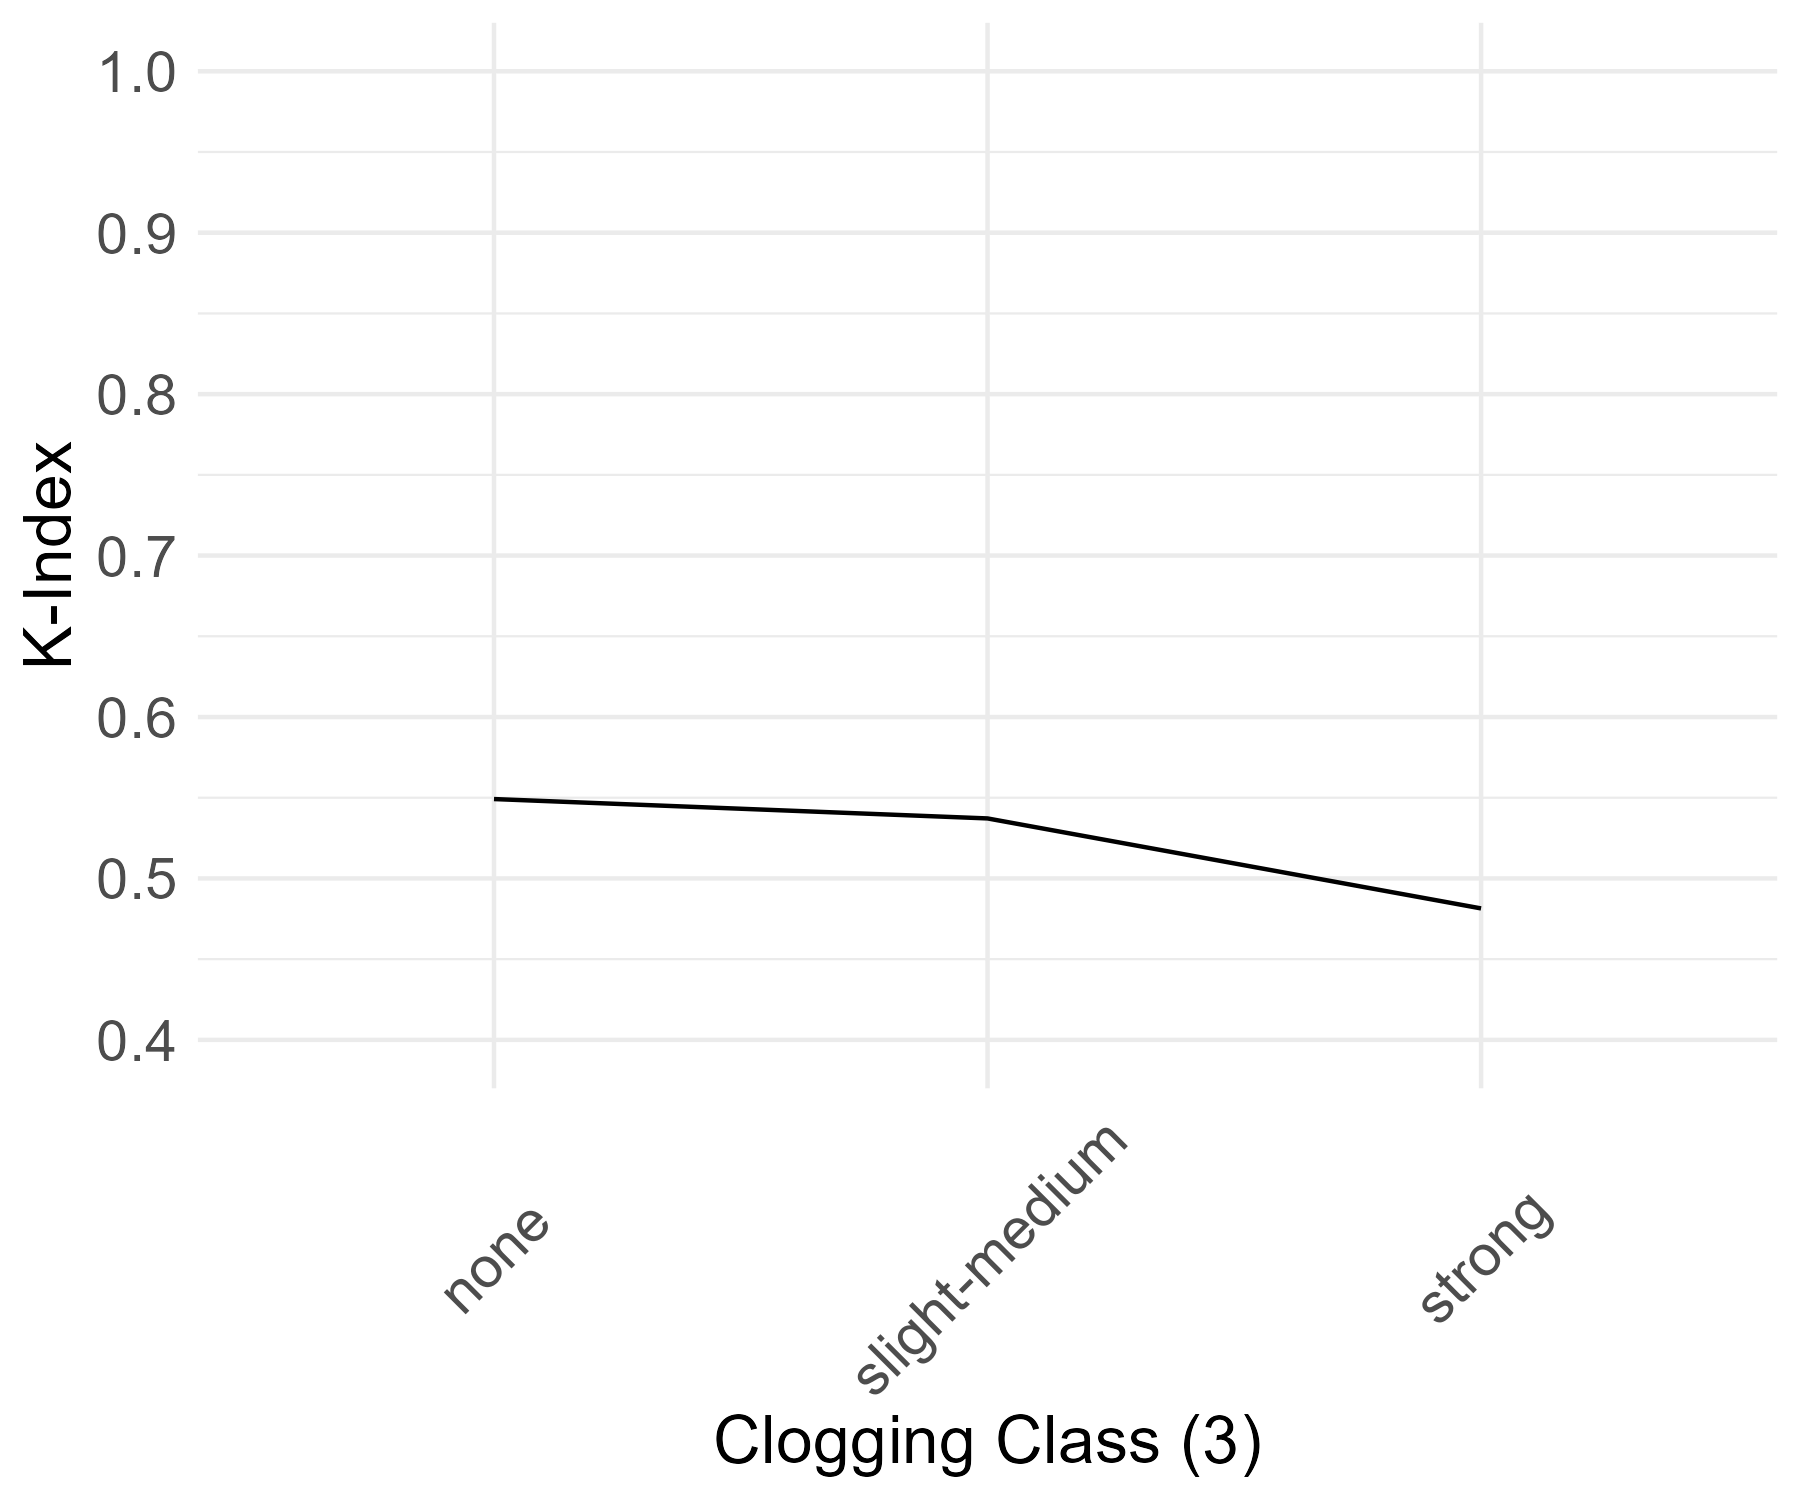 1.0
0.9
0.8
0.7
0.6
0.5
0.4
K-Index
none
slight-medium
strong
Clogging Class (3)